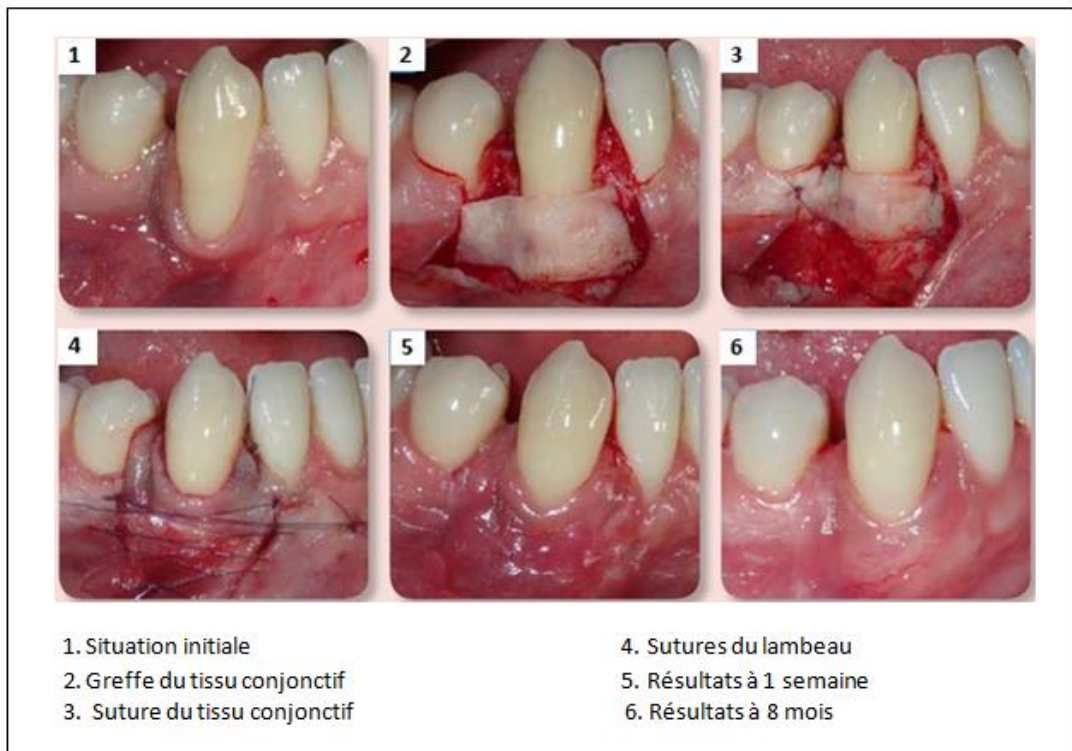 1
2
3
4
5
6
1. Situation initiale
2. Greffe du tissu conjonctif
3. Suture du tissu conjonctif
4. Sutures du lambeau
5. Résultats à 1 semaine
6. Résultats à 8 mois